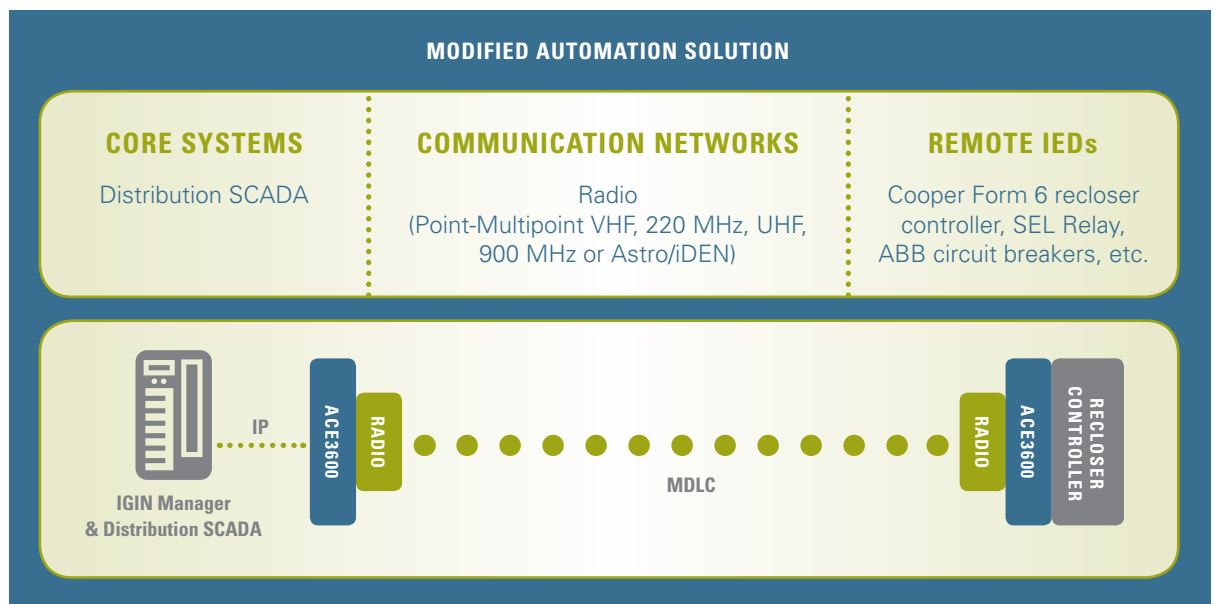 MODIFIED AUTOMATION SOLUTION
CORE SYSTEMS
Distribution SCADA
COMMUNICATION NETWORKS
Radio
(Point-Multipoint VHF, 220 MHz, UHF,
900 MHz or Astro/iDEN)
REMOTE IEDs
Cooper Form 6 recloser
controller, SEL Relay,
ABB circuit breakers, etc.
IGIN Manager
& Distribution SCADA
IP
ACE3600
RADIO
MDLC
RADIO
ACE3600
RECLOSER
CONTROLLER